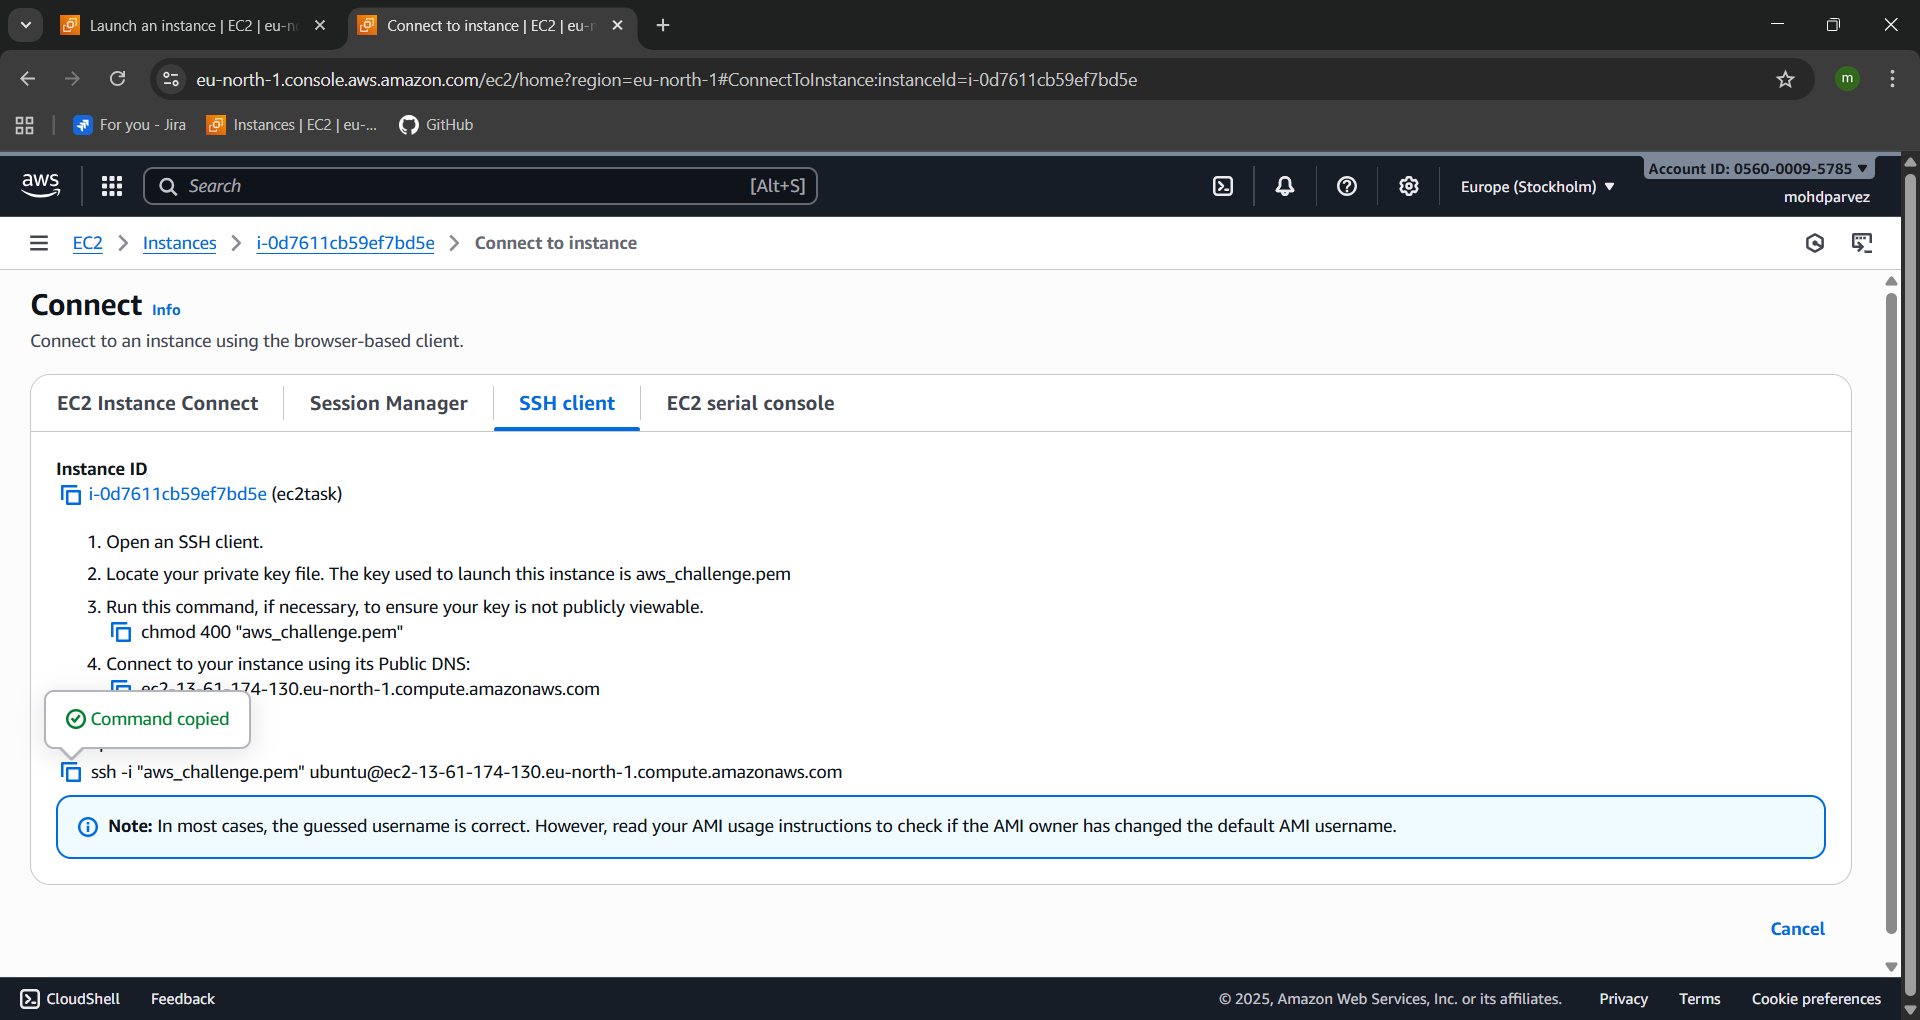 Launch an instance | EC2 | eu-n
Connect to instance | EC2 | eu-n
eu-north-1.console.aws.amazon.com/ec2/home?region=eu-north-1#ConnectToInstance:instanceId=i-0d7611cb59ef7bd5e
m
For you - Jira
Instances | EC2 | eu-...
GitHub
aws
Search
[Alt+S]
Europe (Stockholm)
Account ID: 0560-0009-5785
mohdparvez
EC2
Instances
i-0d7611cb59ef7bd5e
Connect to instance
Connect Info
Connect to an instance using the browser-based client.
EC2 Instance Connect
Session Manager
SSH client
EC2 serial console
Instance ID
i-0d7611cb59ef7bd5e (ec2task)
1. Open an SSH client.
2. Locate your private key file. The key used to launch this instance is aws_challenge.pem
3. Run this command, if necessary, to ensure your key is not publicly viewable.
chmod 400 "aws_challenge.pem"
4. Connect to your instance using its Public DNS:
ec2-13-61-174-130.eu-north-1.compute.amazonaws.com
Command copied
ssh -i "aws_challenge.pem" ubuntu@ec2-13-61-174-130.eu-north-1.compute.amazonaws.com
Note: In most cases, the guessed username is correct. However, read your AMI usage instructions to check if the AMI owner has changed the default AMI username.
Cancel
CloudShell
Feedback
© 2025, Amazon Web Services, Inc. or its affiliates.
Privacy
Terms
Cookie preferences